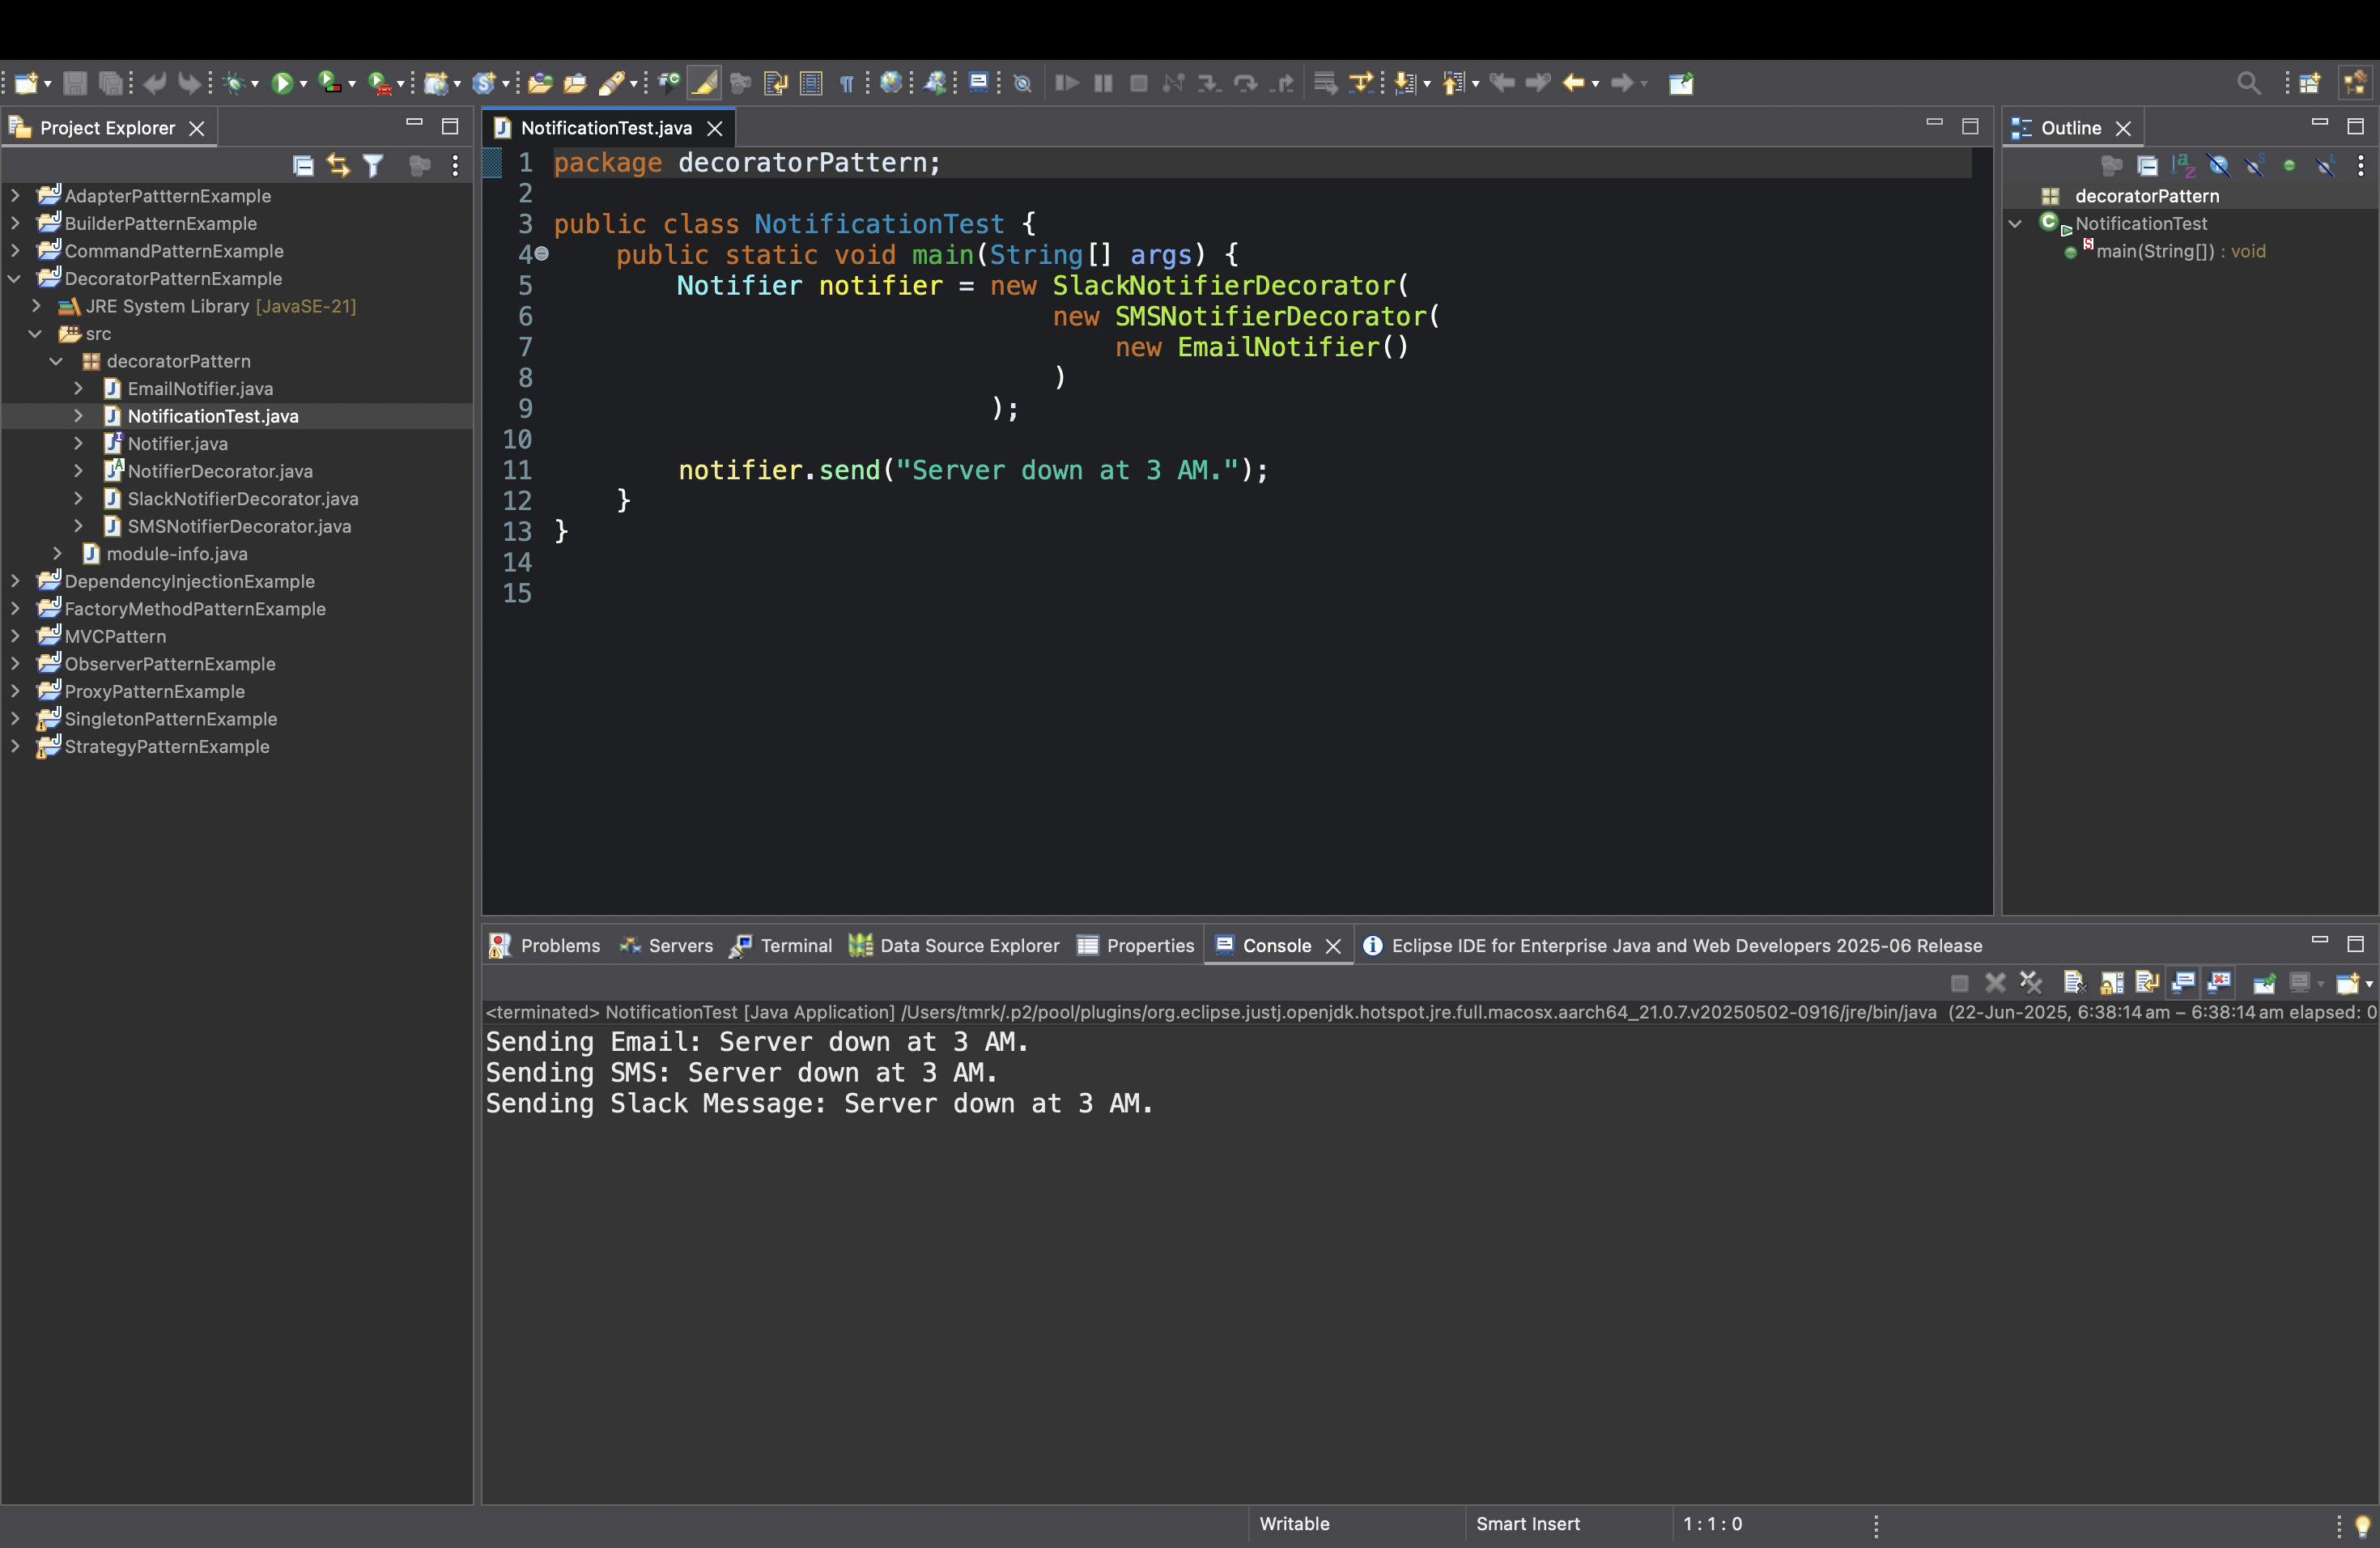 Project Explorer
AdapterPattternExample
BuilderPatternExample
CommandPatternExample
DecoratorPatternExample
JRE System Library [JavaSE-21]
src
decoratorPattern
EmailNotifier.java
NotificationTest.java
Notifier.java
NotifierDecorator.java
SlackNotifierDecorator.java
SMSNotifierDecorator.java
module-info.java
DependencyInjectionExample
FactoryMethodPatternExample
MVCPattern
ObserverPatternExample
ProxyPatternExample
SingletonPatternExample
StrategyPatternExample
NotificationTest.java
1 package decoratorPattern;
2
3 public class NotificationTest {
4 public static void main(String[] args) {
5 Notifier notifier = new SlackNotifierDecorator(
6 new SMSNotifierDecorator(
7 new EmailNotifier()
8 )
9 );
10
11 notifier.send("Server down at 3 AM.");
12 }
13 }
14
15
Outline
decoratorPattern
NotificationTest
main(String[]) : void
Problems Servers Terminal Data Source Explorer Properties Console Eclipse IDE for Enterprise Java and Web Developers 2025-06 Release
<terminated> NotificationTest [Java Application] /Users/tmrk/.p2/pool/plugins/org.eclipse.justj.openjdk.hotspot.jre.full.macosx.aarch64_21.0.7.v20250502-0916/jre/bin/java (22-Jun-2025, 6:38:14 am – 6:38:14 am elapsed: 0
Sending Email: Server down at 3 AM.
Sending SMS: Server down at 3 AM.
Sending Slack Message: Server down at 3 AM.
Writable Smart Insert 1 : 1 : 0